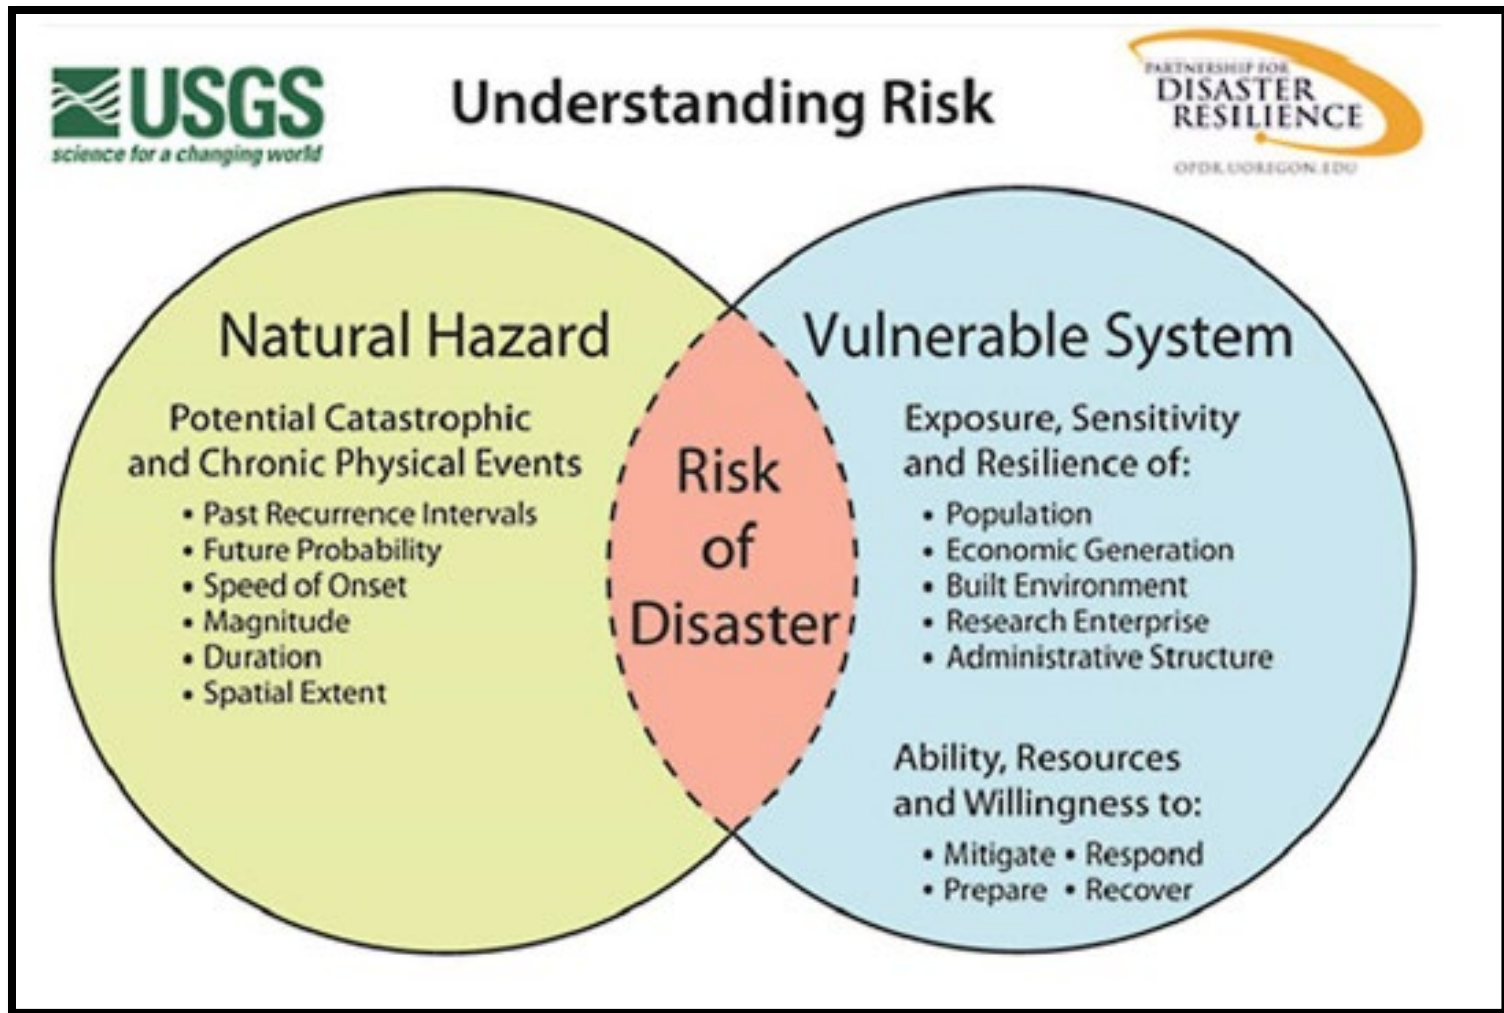 USGS
science for a changing world
Understanding Risk
PARTNERSHIP FOR
DISASTER
RESILIENCE
OPDR.UOREGON.EDU
Natural Hazard
Potential Catastrophic
and Chronic Physical Events
• Past Recurrence Intervals
• Future Probability
• Speed of Onset
• Magnitude
• Duration
• Spatial Extent
Risk
of
Disaster
Vulnerable System
Exposure, Sensitivity
and Resilience of:
• Population
• Economic Generation
• Built Environment
• Research Enterprise
• Administrative Structure
Ability, Resources
and Willingness to:
• Mitigate • Respond
• Prepare • Recover